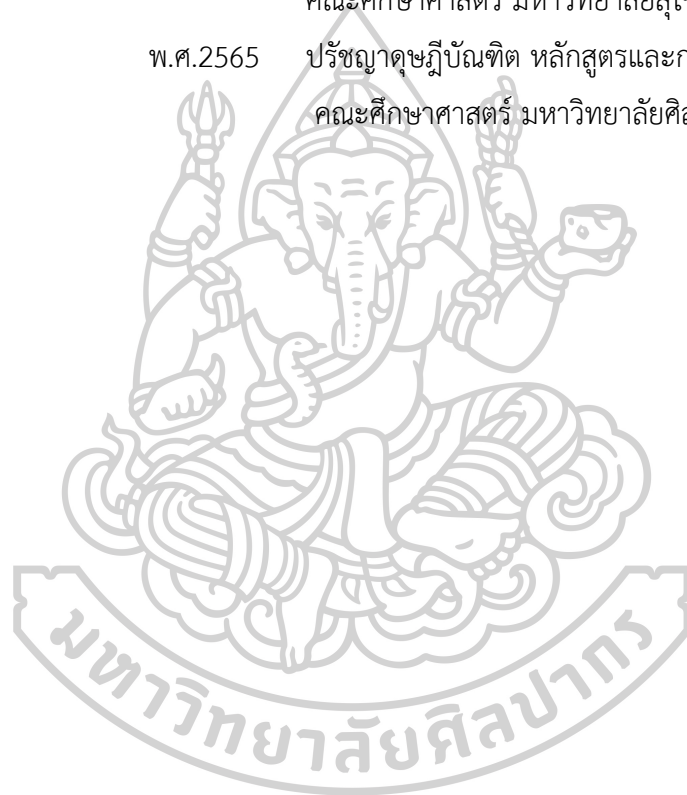 คณะศึกษาศาสตร์ มหาวิทยาลัย
พ.ศ.2565 ปรัชญาดุษฎีบัณฑิต หลักสูตรและ
คณะศึกษาศาสตร์ มหาวิทยาลัย
มหาวิทยาลัยศิลปากร